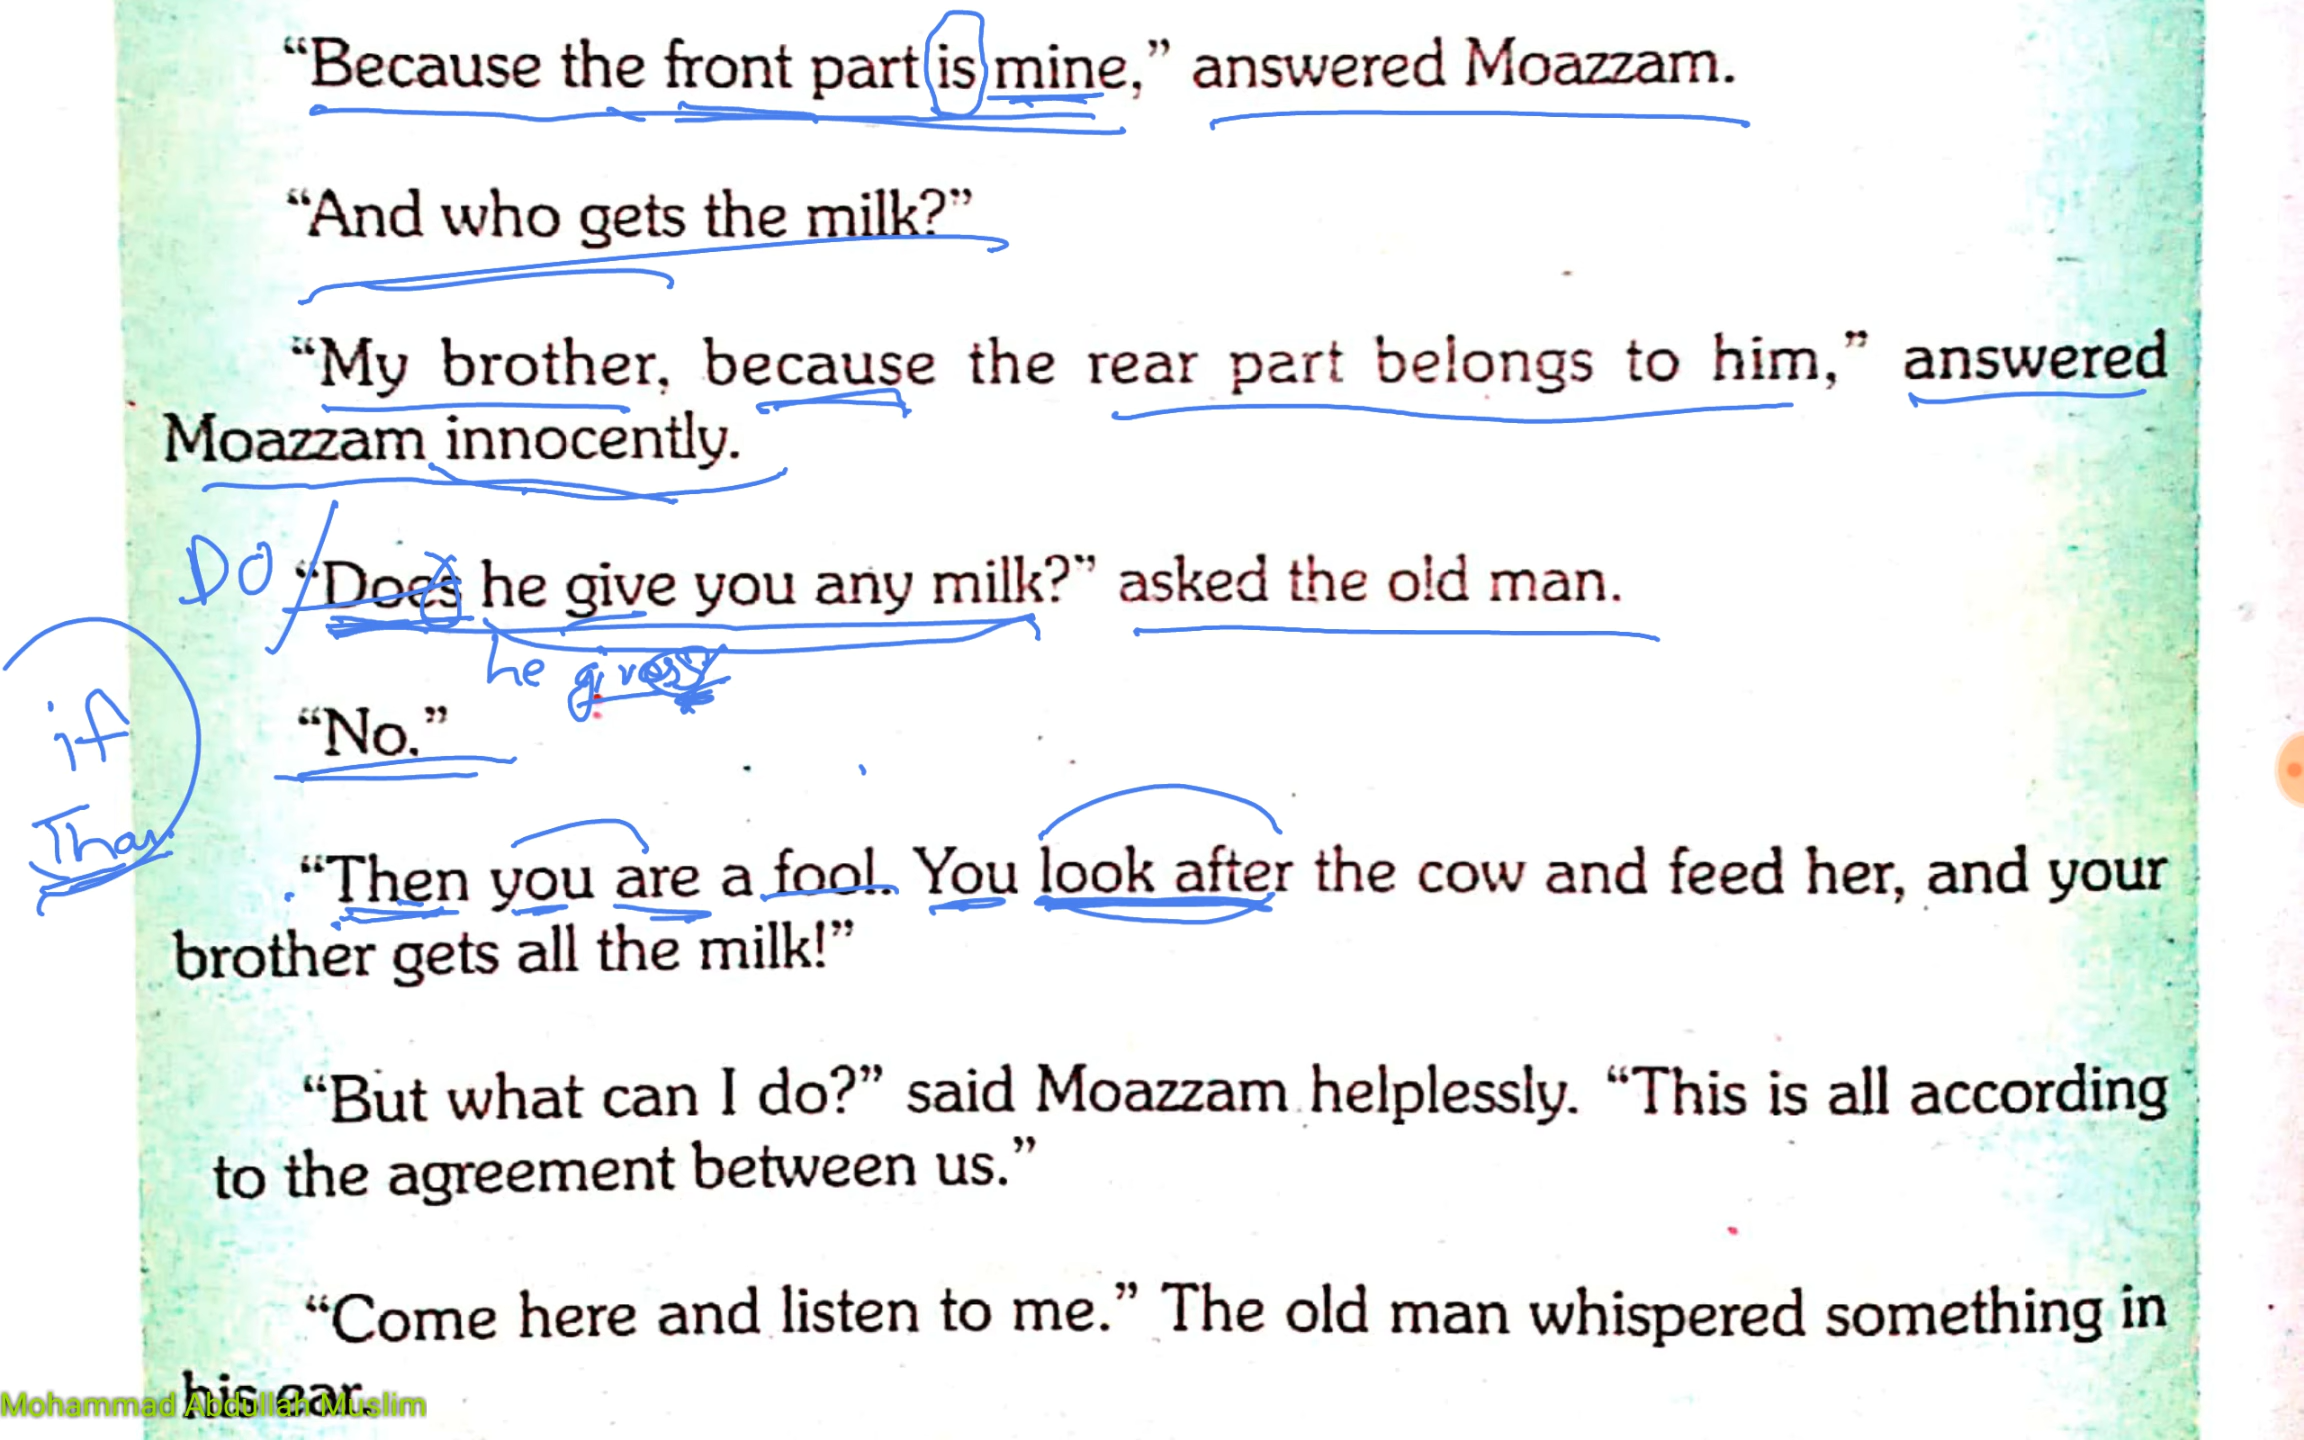 “Because the front part is mine,” answered Moazzam.
“And who gets the milk?”
“My brother, because the rear part belongs to him,” answered
Moazzam innocently.
DO “Does he give you any milk?” asked the old man.
he gives
“No.”
if
Than
“Then you are a fool. You look after the cow and feed her, and your
brother gets all the milk!”
“But what can I do?” said Moazzam helplessly. “This is all according
to the agreement between us.”
“Come here and listen to me.” The old man whispered something in
his ear.
Mohammad Abdullah Muslim